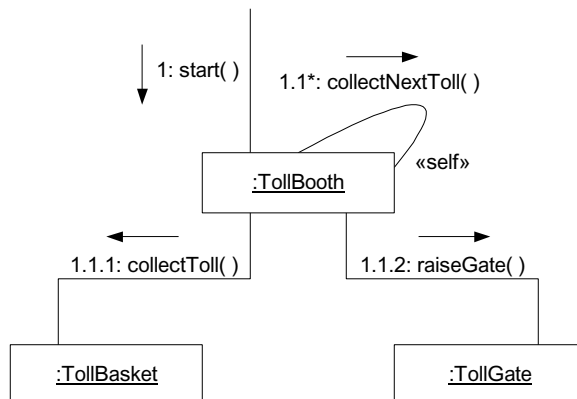 1: start( )
1.1*: collectNextToll( )
«self»
:TollBooth
1.1.1: collectToll( )
1.1.2: raiseGate( )
:TollBasket
:TollGate